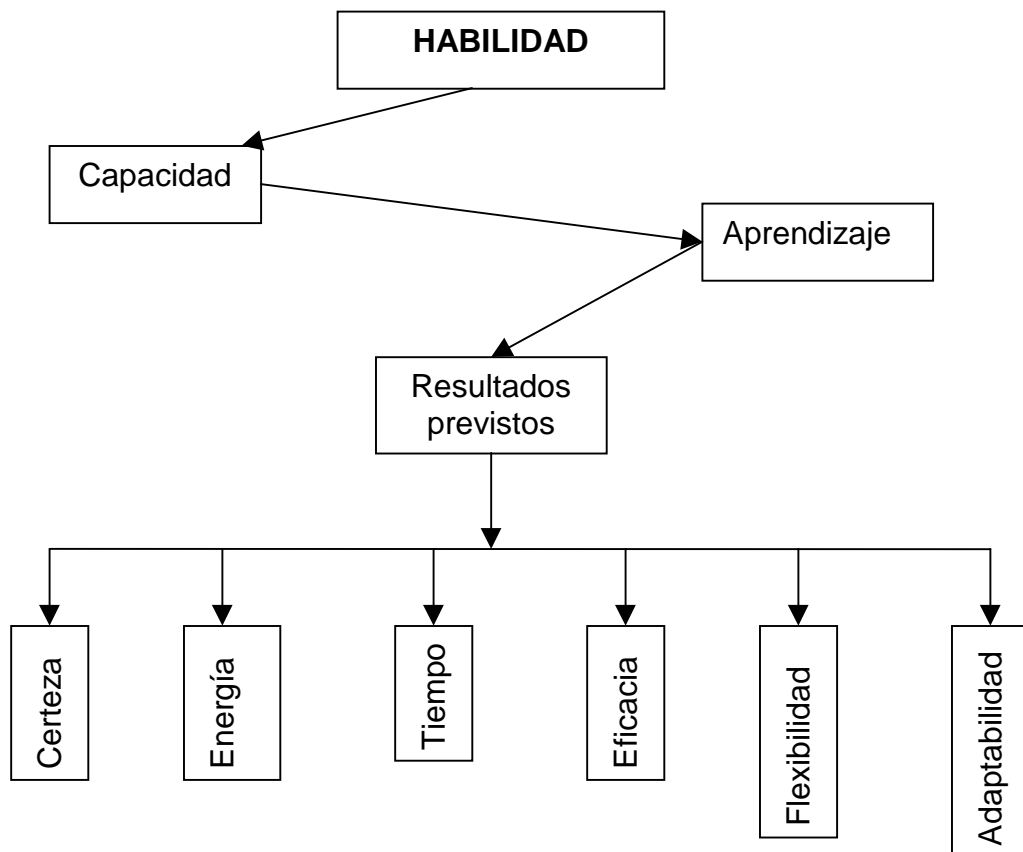 HABILIDAD
Capacidad
Aprendizaje
Resultados
previstos
Certeza
Energía
Tiempo
Eficacia
Flexibilidad
Adaptabilidad